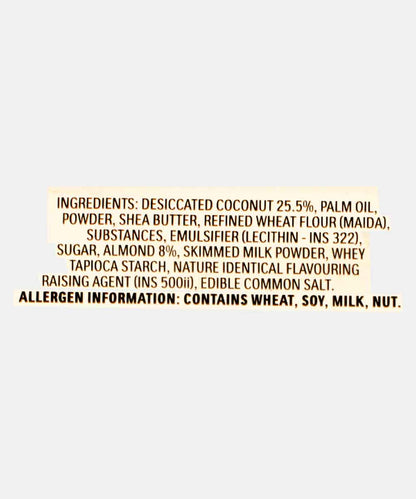 INGREDIENTS: DESICCATED COCONUT 25.5%, PALM OIL,
POWDER, SHEA BUTTER, REFINED WHEAT FLOUR (MAIDA),
SUBSTANCES, EMULSIFIER (LECITHIN - INS 322),
SUGAR, ALMOND 8%, SKIMMED MILK POWDER, WHEY
TAPIOCA STARCH, NATURE IDENTICAL FLAVOURING
RAISING AGENT (INS 500ii), EDIBLE COMMON SALT.
ALLERGEN INFORMATION: CONTAINS WHEAT, SOY, MILK, NUT.